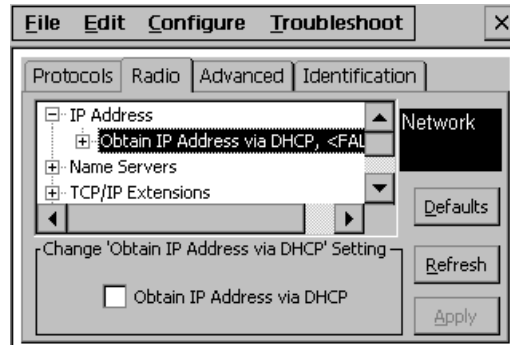 File Edit Configure Troubleshoot
Protocols Radio Advanced Identification
IP Address
Obtain IP Address via DHCP, <FAL
Name Servers
TCP/IP Extensions
Network
Defaults
Change 'Obtain IP Address via DHCP' Setting
Obtain IP Address via DHCP
Refresh
Apply